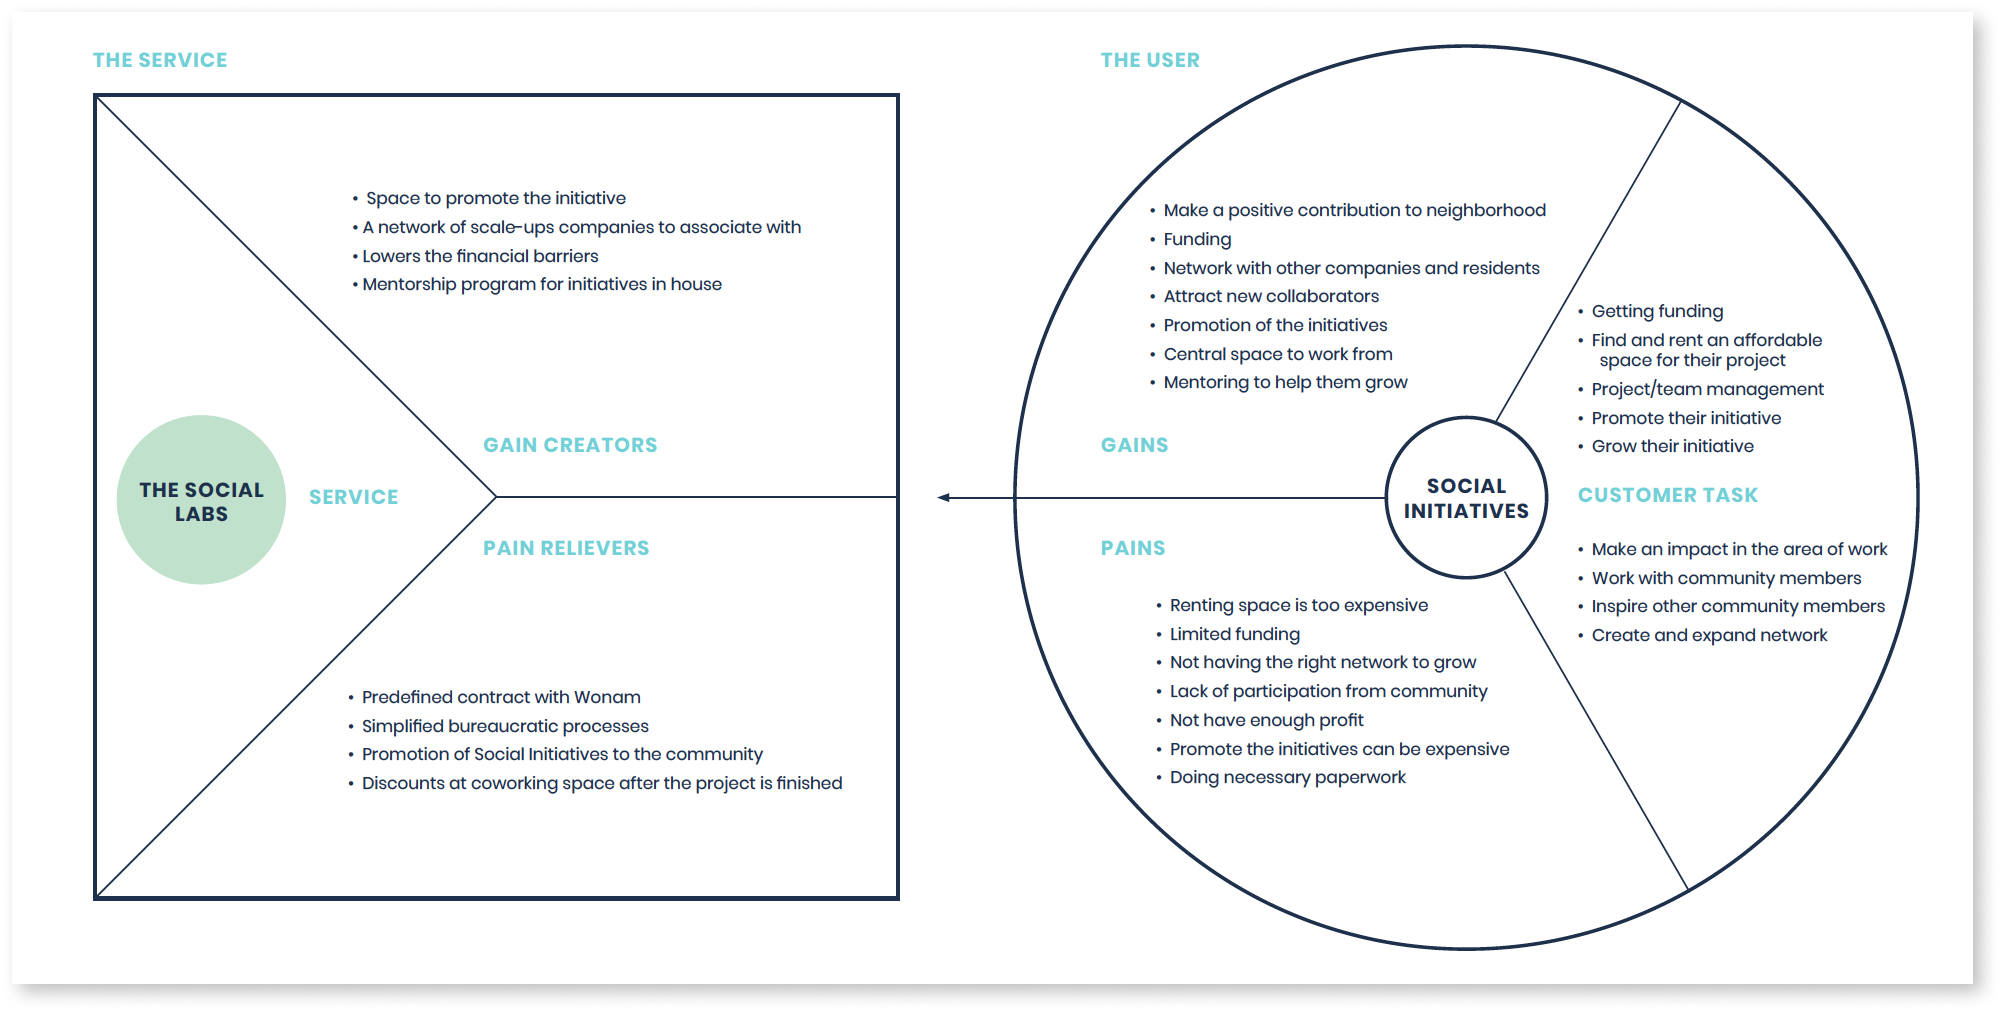 THE SERVICE
• Space to promote the initiative
• A network of scale-ups companies to associate with
• Lowers the financial barriers
• Mentorship program for initiatives in house
GAIN CREATORS
THE SOCIAL
LABS
SERVICE
PAIN RELIEVERS
• Predefined contract with Wonam
• Simplified bureaucratic processes
• Promotion of Social Initiatives to the community
• Discounts at coworking space after the project is finished
THE USER
• Make a positive contribution to neighborhood
• Funding
• Network with other companies and residents
• Attract new collaborators
• Promotion of the initiatives
• Central space to work from
• Mentoring to help them grow
GAINS
SOCIAL
INITIATIVES
PAINS
• Renting space is too expensive
• Limited funding
• Not having the right network to grow
• Lack of participation from community
• Not have enough profit
• Promote the initiatives can be expensive
• Doing necessary paperwork
• Getting funding
• Find and rent an affordable
space for their project
• Project/team management
• Promote their initiative
• Grow their initiative
CUSTOMER TASK
• Make an impact in the area of work
• Work with community members
• Inspire other community members
• Create and expand network